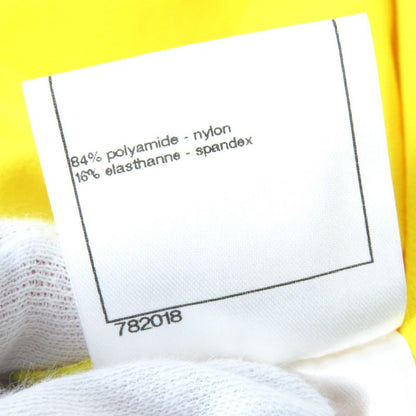 84% polyamide - nylon
16% elasthanne - spandex
782018